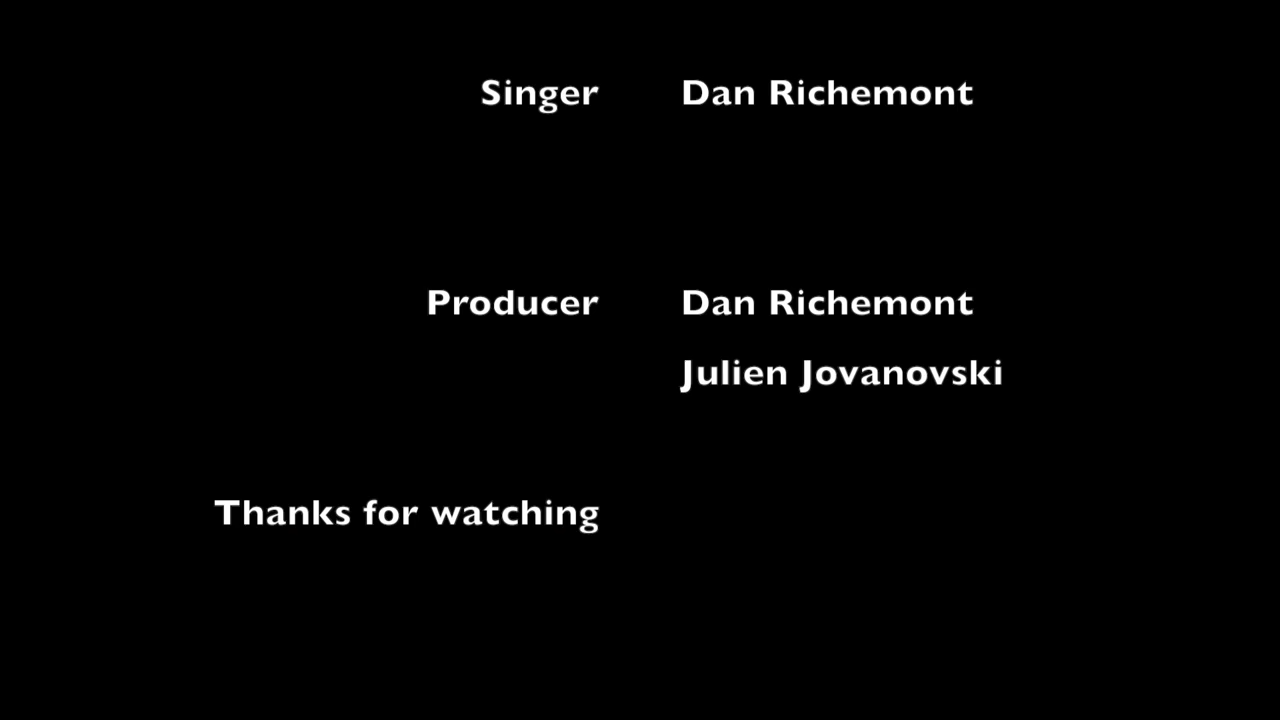 Singer Dan Richemont
Producer Dan Richemont
Julien Jovanovski
Thanks for watching